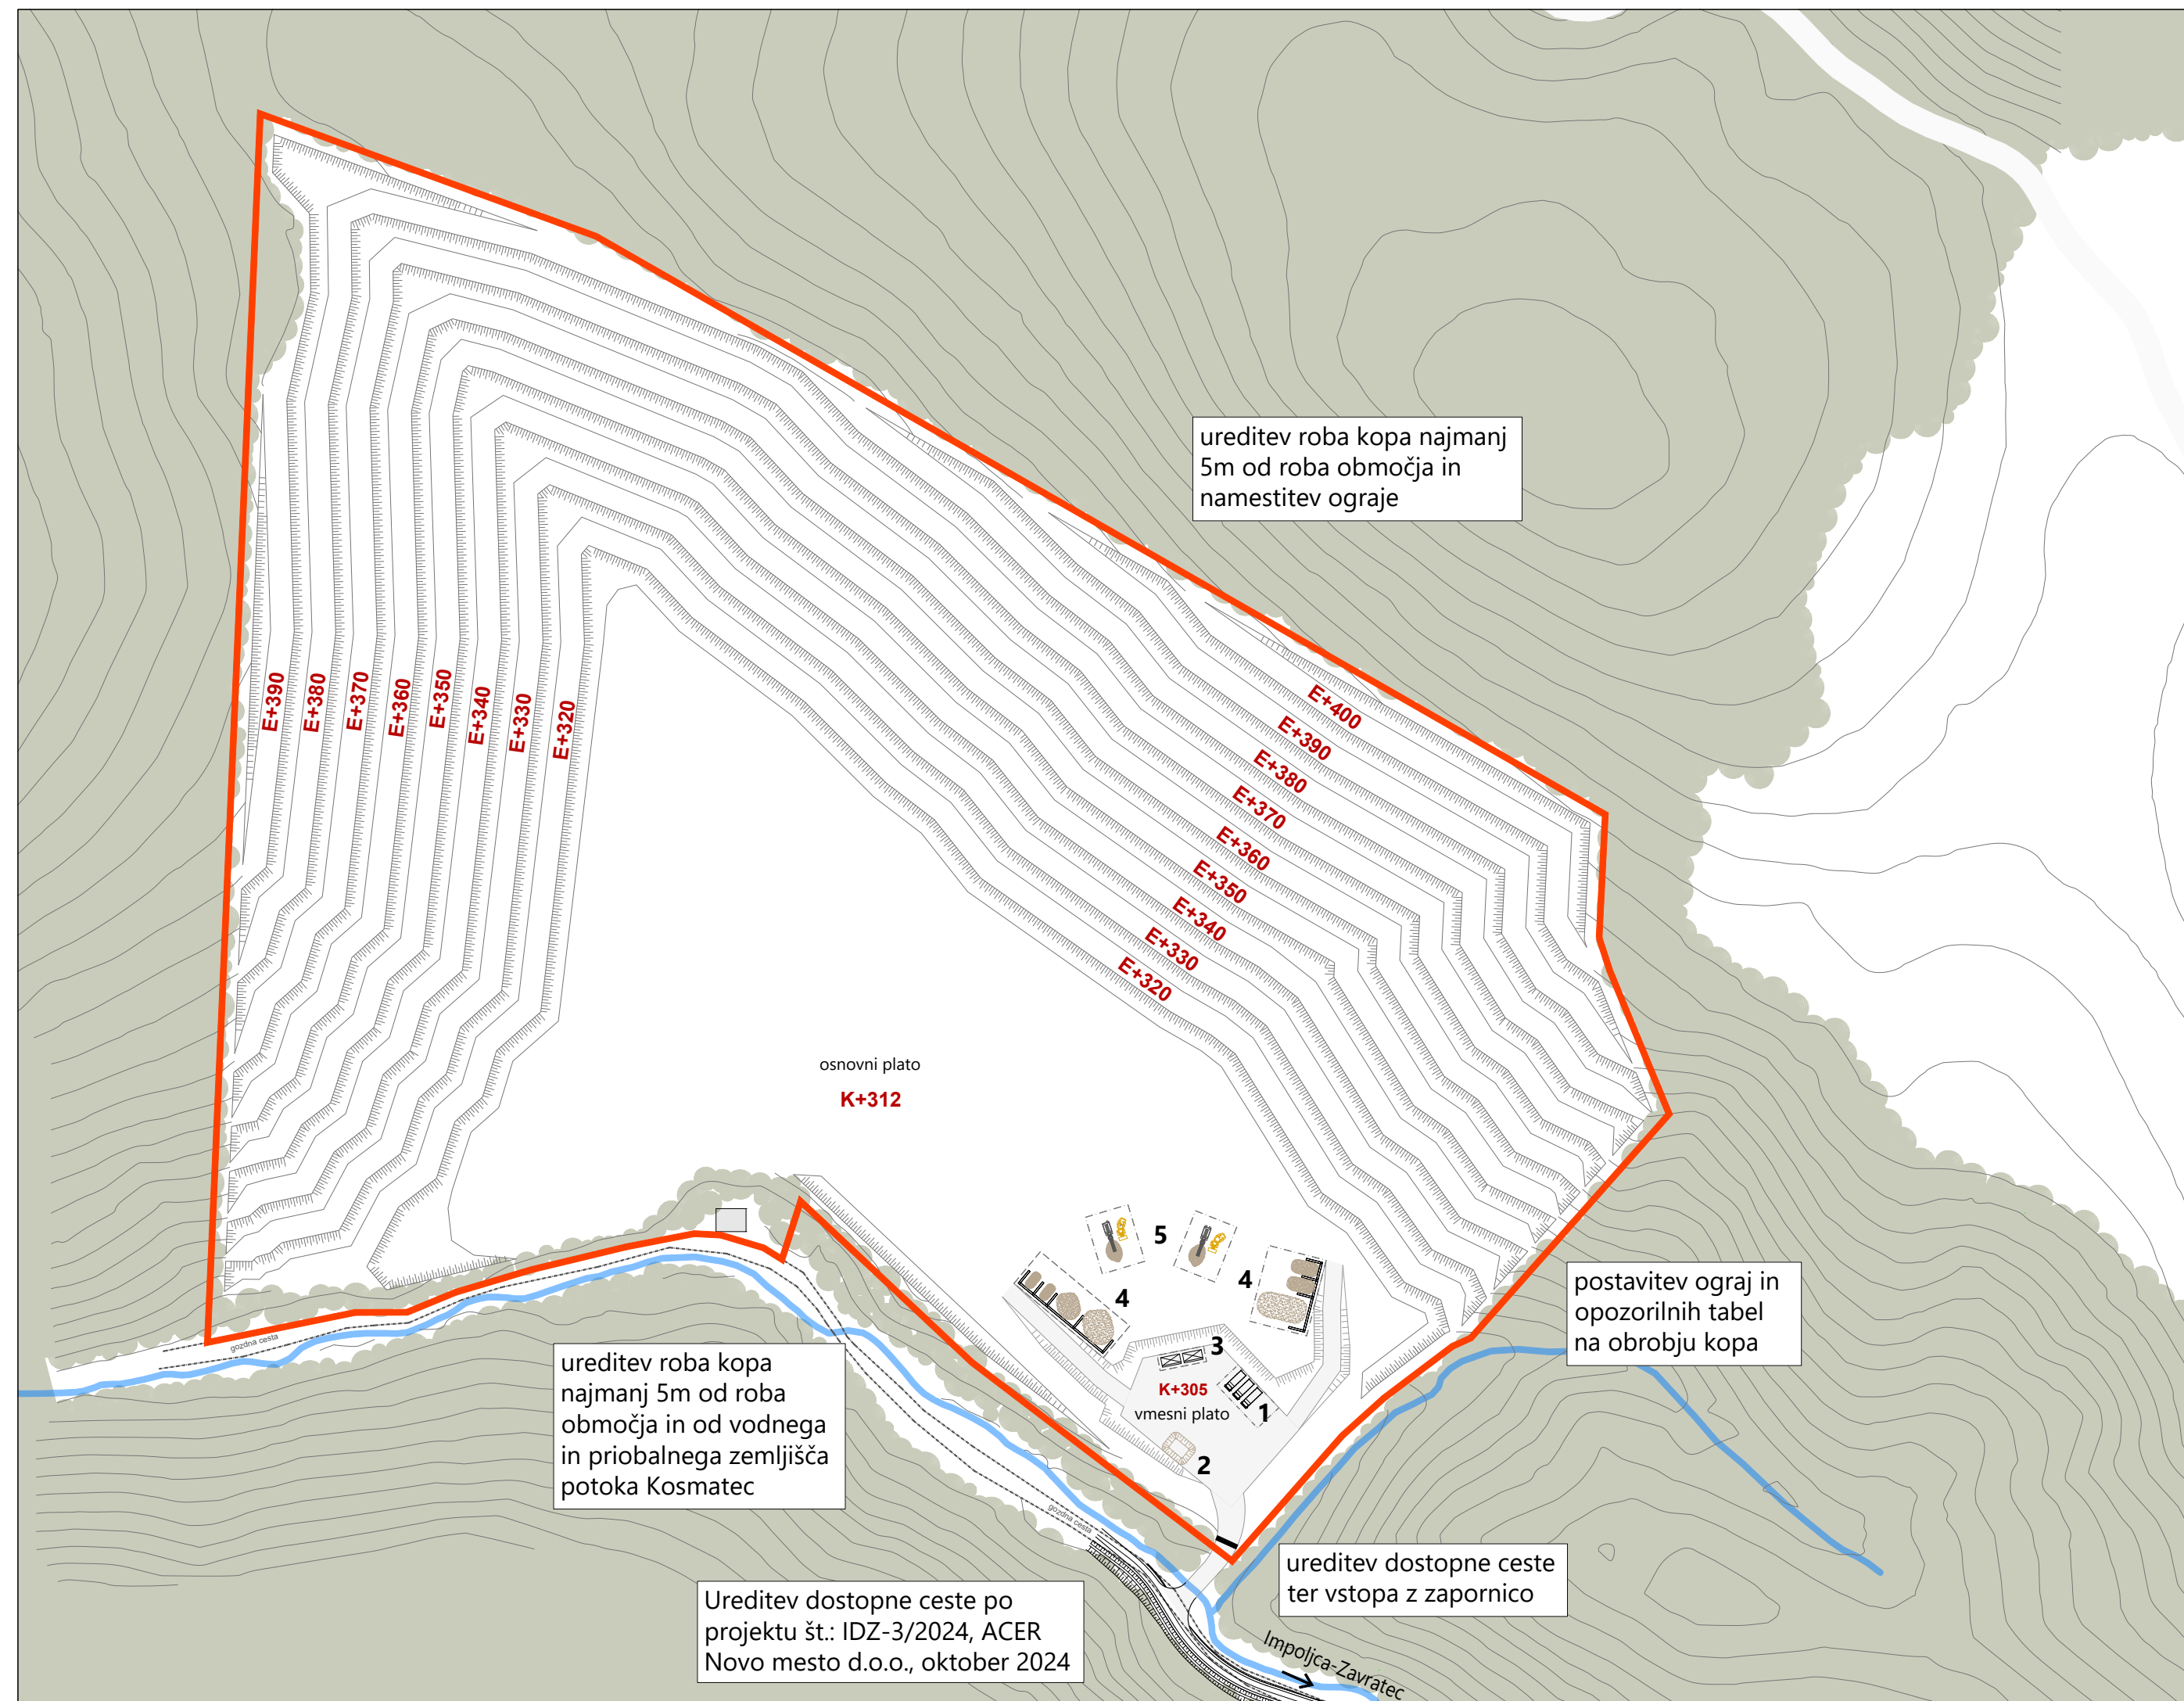 ureditev roba kopa najmanj
5m od roba območja in
namestitev ograje
E+390
E+380
E+370
E+360
E+350
E+340
E+330
E+320
E+400
E+390
E+380
E+370
E+360
E+350
E+340
E+330
E+320
osnovni plato
K+312
5
4
4
3
K+305
vmesni plato
1
2
postavitev ograj in
opozorilnih tabel
na obrobju kopa
gozdna cesta
ureditev roba kopa
najmanj 5m od roba
območja in od vodnega
in priobalnega zemljišča
potoka Kosmatec
gozdna cesta
ureditev dostopne ceste
ter vstopa z zapornico
Ureditev dostopne ceste po
projektu št.: IDZ-3/2024, ACER
Novo mesto d.o.o., oktober 2024
Impoljca-Zavratec